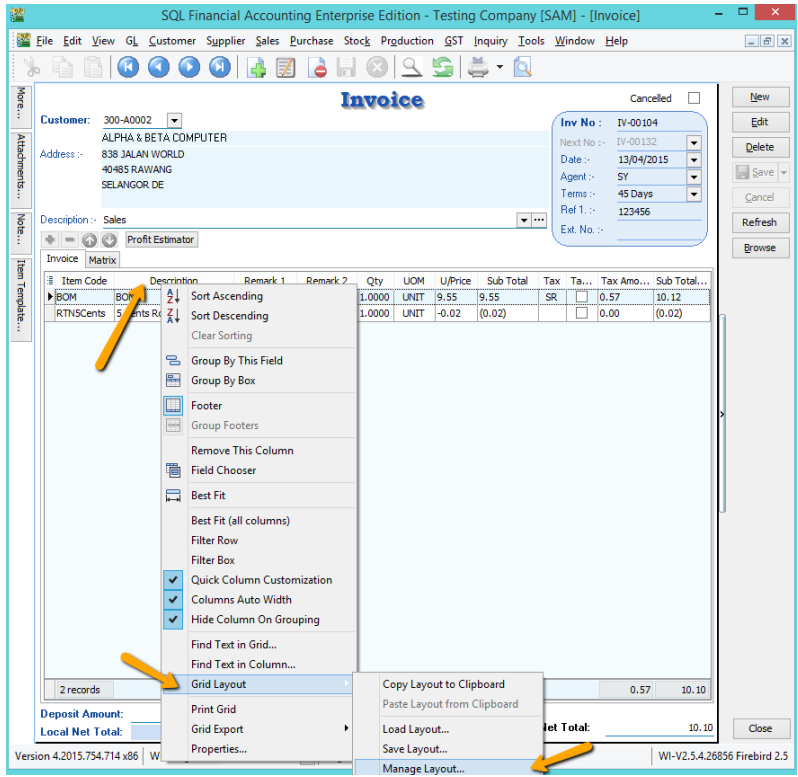 SQL Financial Accounting Enterprise Edition - Testing Company [SAM] - [Invoice]
File Edit View GL Customer Supplier Sales Purchase Stock Production GST Inquiry Tools Window Help
More...
Attachments...
Note...
Item Template...
Invoice
Cancelled
Customer: 300-A0002
ALPHA & BETA COMPUTER
Address :- 838 JALAN WORLD
40485 RAWANG
SELANGOR DE
Inv No : IV-00104
Next No :- IV-00132
Date :- 13/04/2015
Agent :- SY
Terms :- 45 Days
Ref 1. :- 123456
Ext. No. :-
Description :- Sales
Profit Estimator
Invoice Matrix
Item Code Description Remark 1 Remark 2 Qty UOM U/Price Sub Total Tax Ta... Tax Amo... Sub Total...
BOM 1.0000 UNIT 9.55 9.55 SR 0.57 10.12
RTN5Cents 1.0000 UNIT -0.02 (0.02) 0.00 (0.02)
Sort Ascending
Sort Descending
Clear Sorting
Group By This Field
Group By Box
Footer
Group Footers
Remove This Column
Field Chooser
Best Fit
Best Fit (all columns)
Filter Row
Filter Box
Quick Column Customization
Columns Auto Width
Hide Column On Grouping
Find Text in Grid...
Find Text in Column...
Grid Layout
Print Grid
Grid Export
Properties...
Copy Layout to Clipboard
Paste Layout from Clipboard
Load Layout...
Save Layout...
Manage Layout...
2 records 0.57 10.10
Deposit Amount:
Local Net Total: Net Total: 10.10
New
Edit
Delete
Save
Cancel
Refresh
Browse
Close
Version 4.2015.754.714 x86 WI-V2.5.4.26856 Firebird 2.5